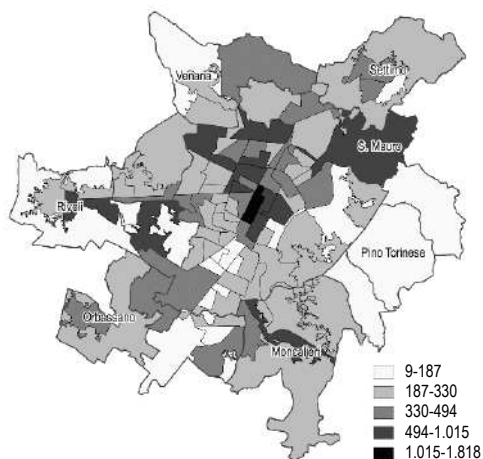 Venaria
Settimo
S. Mauro
Rivoli
Pino Torinese
Orbassano
Moncalieri
9-187
187-330
330-494
494-1.015
1.015-1.818